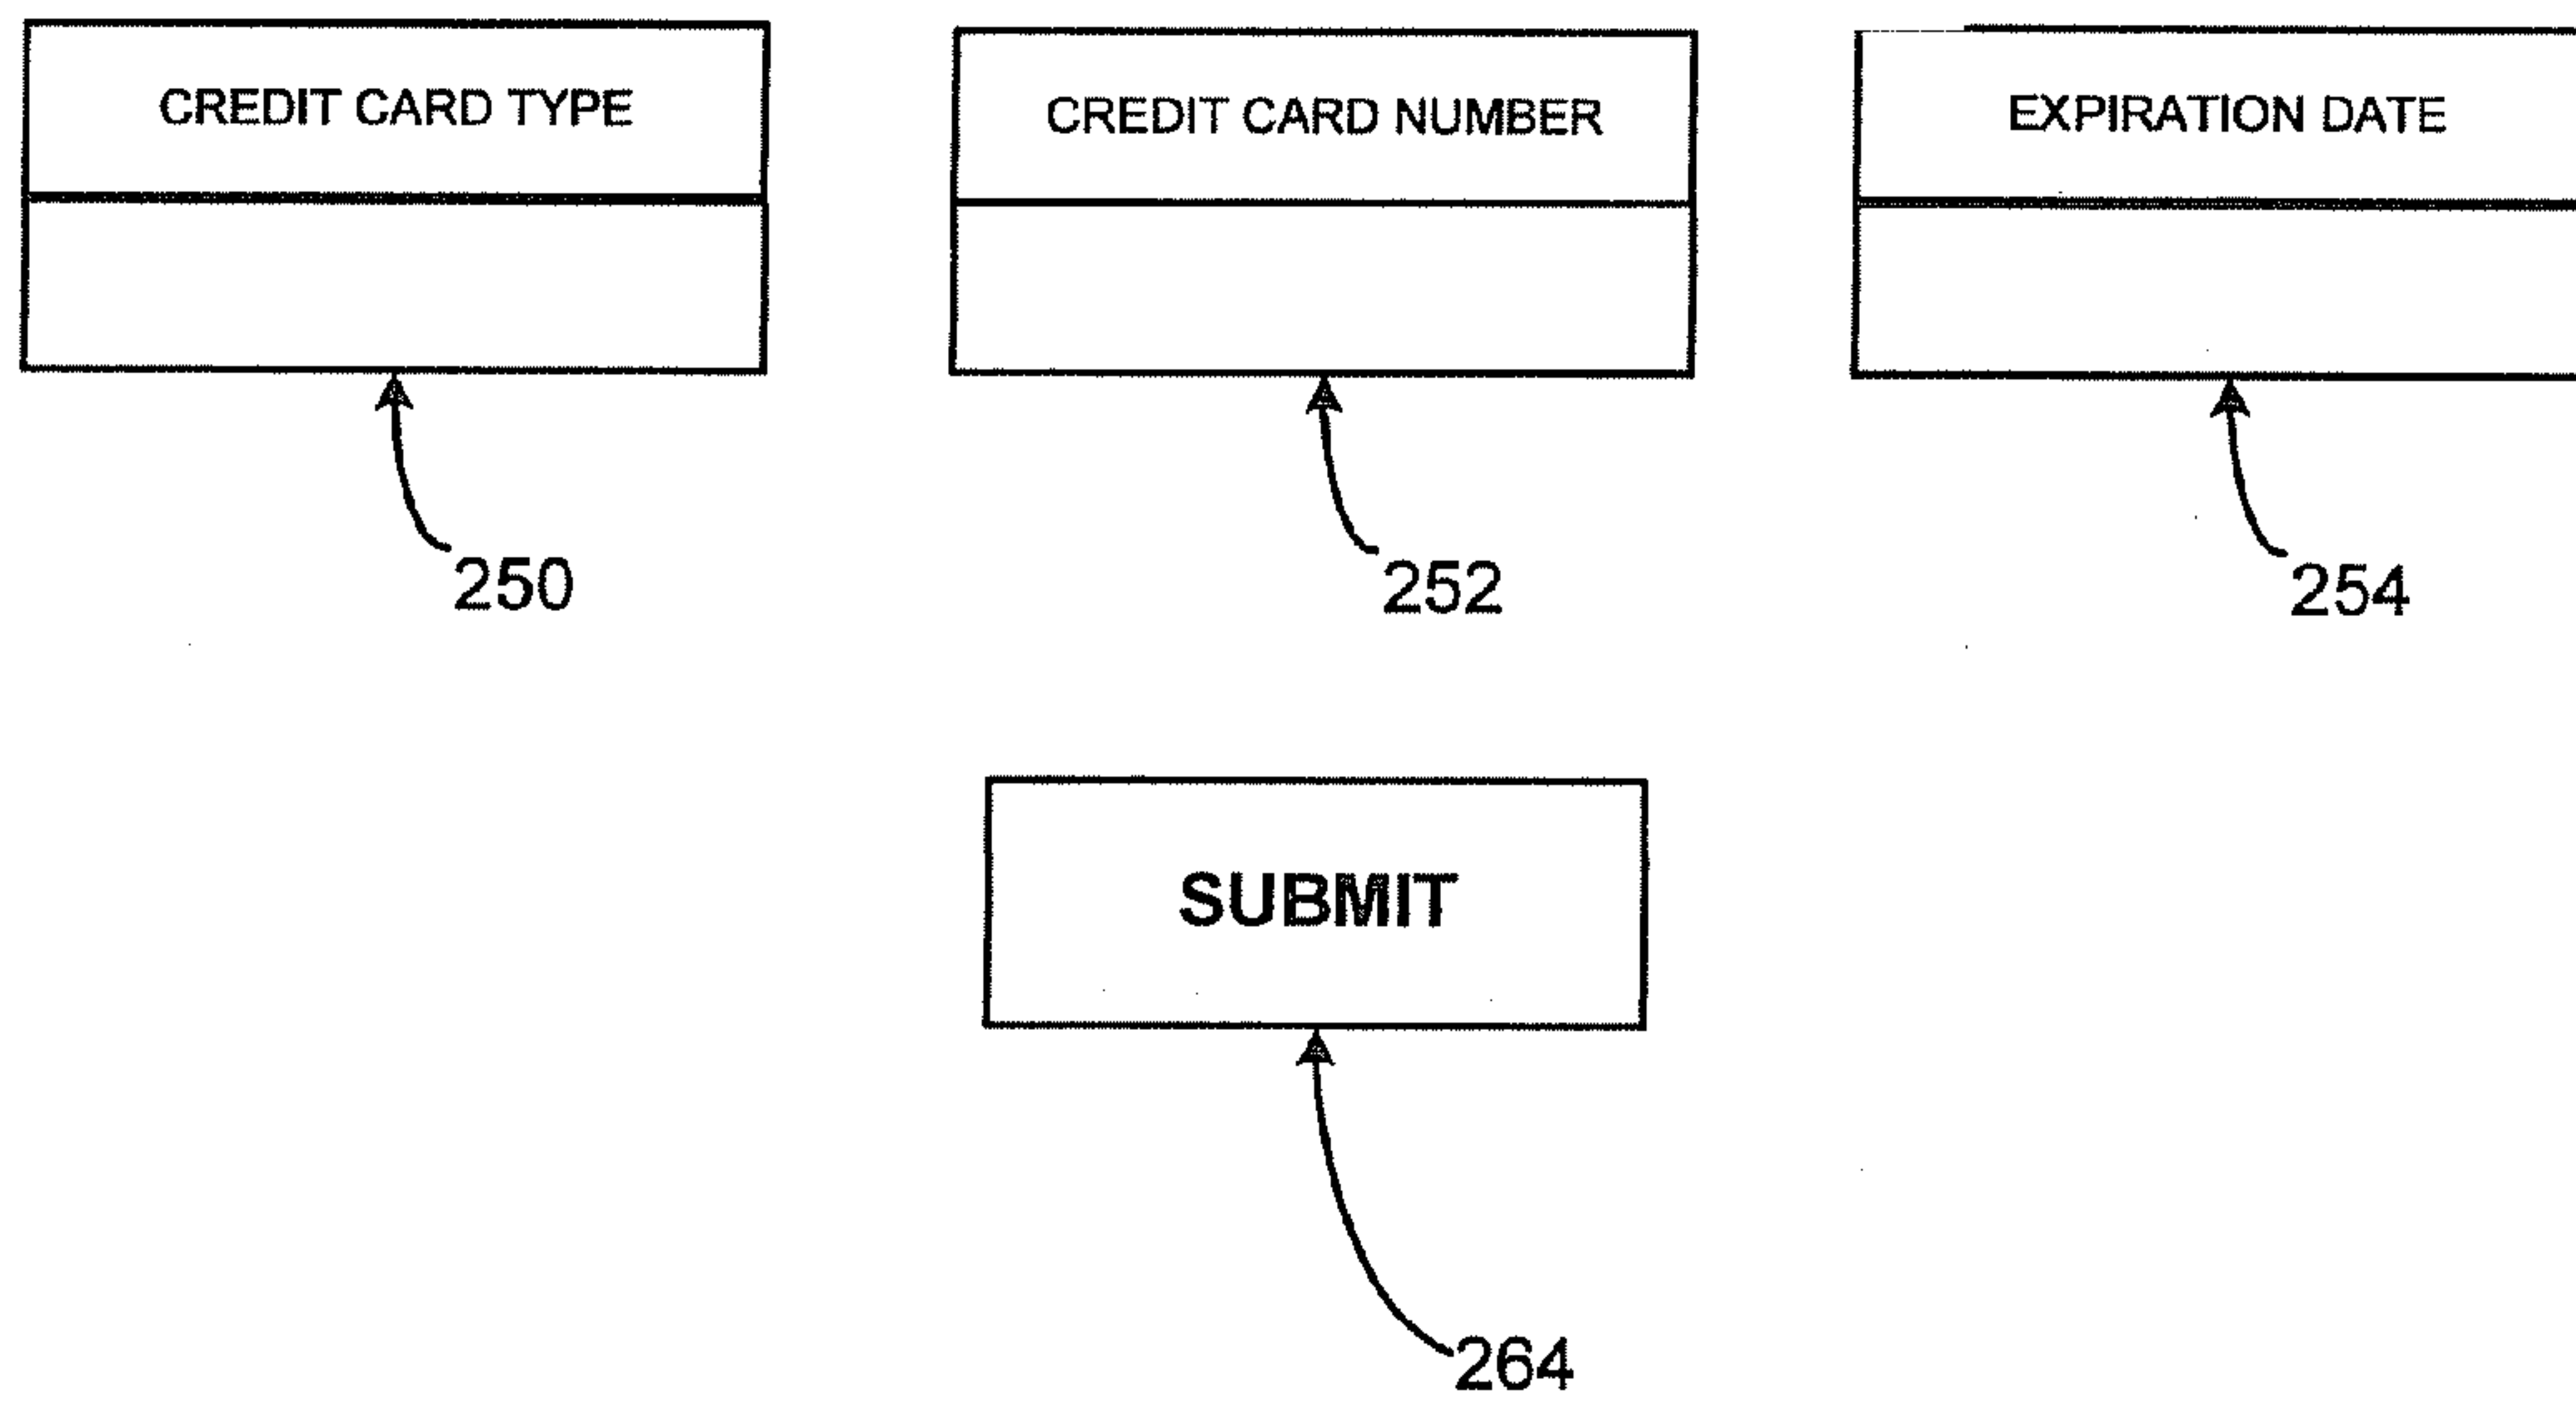 CREDIT CARD TYPE
CREDIT CARD NUMBER
EXPIRATION DATE
250
252
254
SUBMIT
264